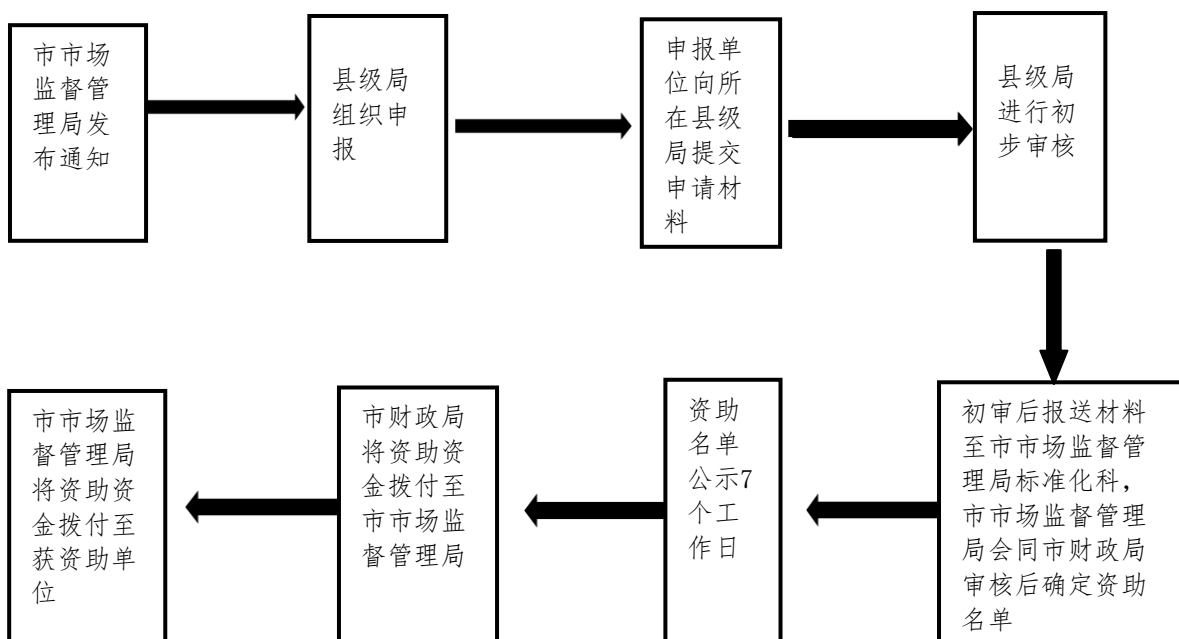 市市场
监督管
理局发
布通知
县级局
组织申
报
申报单
位向所
在县级
局提交
申请材
料
县级局
进行初
步审核
初审后报送材料
至市市场监督管
理局标准化科，
市市场监督管理
局会同市财政局
审核后确定资助
名单
资助
名单
公示7
个工
作日
市财政局
将资助资
金拨付至
市市场监
督管理局
市市场监
督管理局
将资助资
金拨付至
获资助单
位